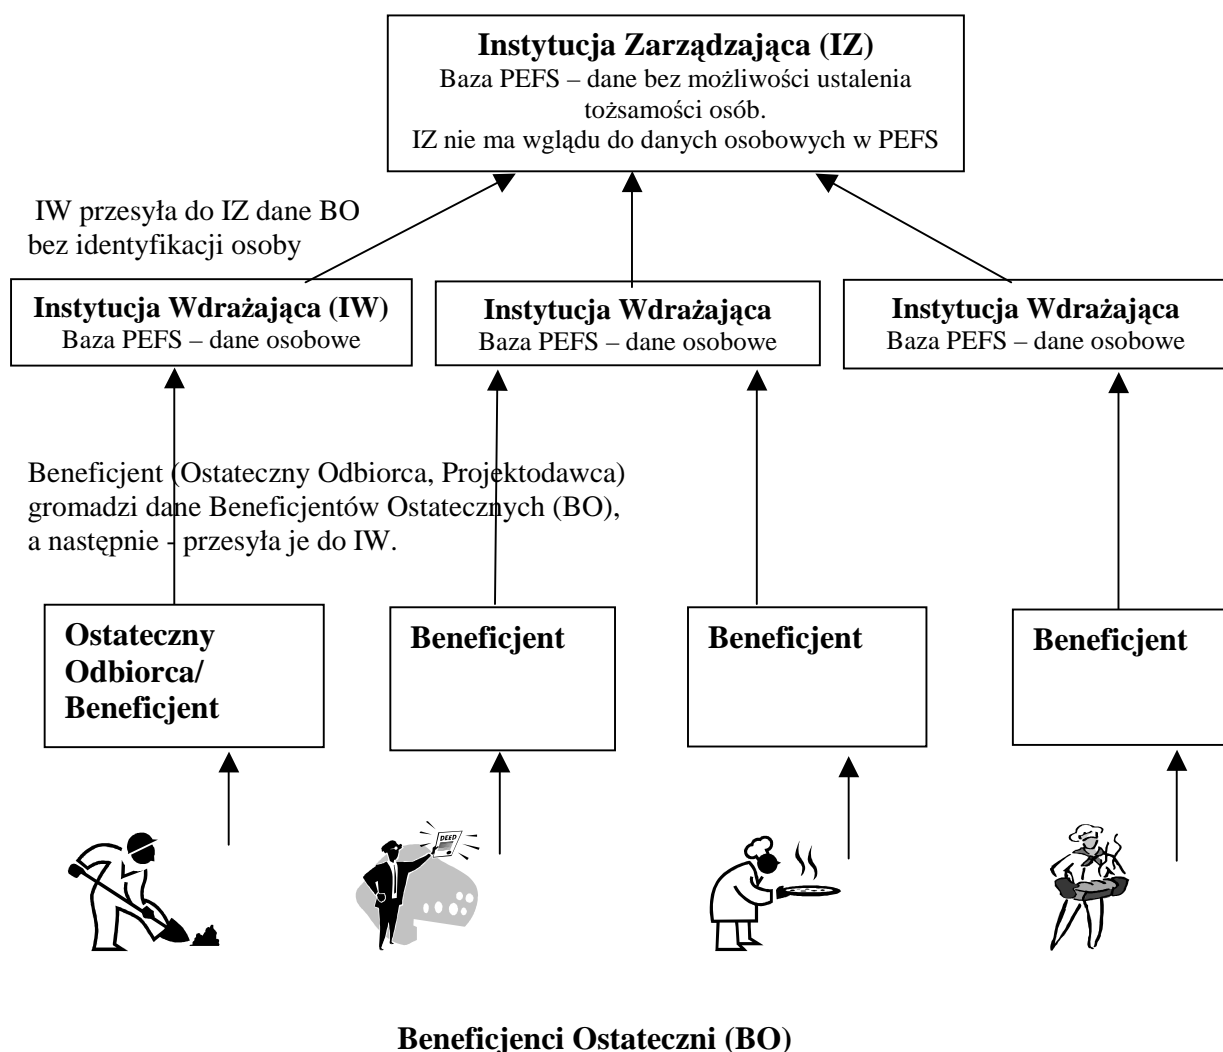 Instytucja Zarządzająca (IZ)
Baza PEFS – dane bez możliwości ustalenia
tożsamości osób.
IZ nie ma wglądu do danych osobowych w PEFS
IW przesyła do IZ dane BO
bez identyfikacji osoby
Instytucja Wdrażająca (IW)
Baza PEFS – dane osobowe
Instytucja Wdrażająca
Baza PEFS – dane osobowe
Instytucja Wdrażająca
Baza PEFS – dane osobowe
Beneficjent (Ostateczny Odbiorca, Projektodawca)
gromadzi dane Beneficjentów Ostatecznych (BO),
a następnie - przesyła je do IW.
Ostateczny
Odbiorca/
Beneficjent
Beneficjent
Beneficjent
Beneficjent
DEED
Beneficjenci Ostateczni (BO)